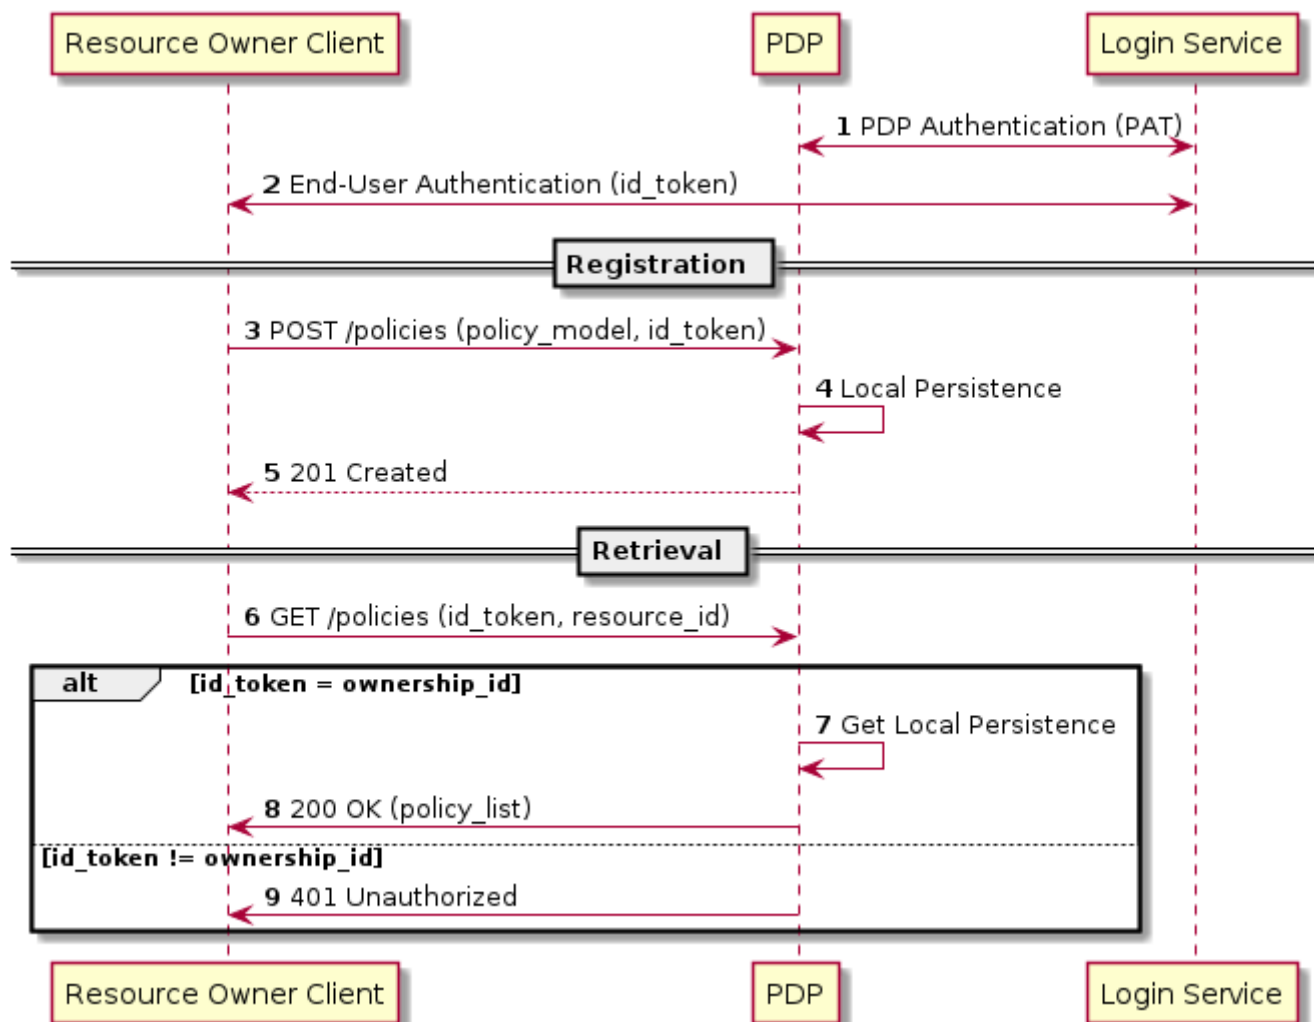 Resource Owner Client PDP Login Service
1 PDP Authentication (PAT)
2 End-User Authentication (id_token)
Registration
3 POST /policies (policy_model, id_token)
4 Local Persistence
5 201 Created
Retrieval
6 GET /policies (id_token, resource_id)
alt [id_token = ownership_id]
7 Get Local Persistence
8 200 OK (policy_list)
[id_token != ownership_id]
9 401 Unauthorized
Resource Owner Client PDP Login Service